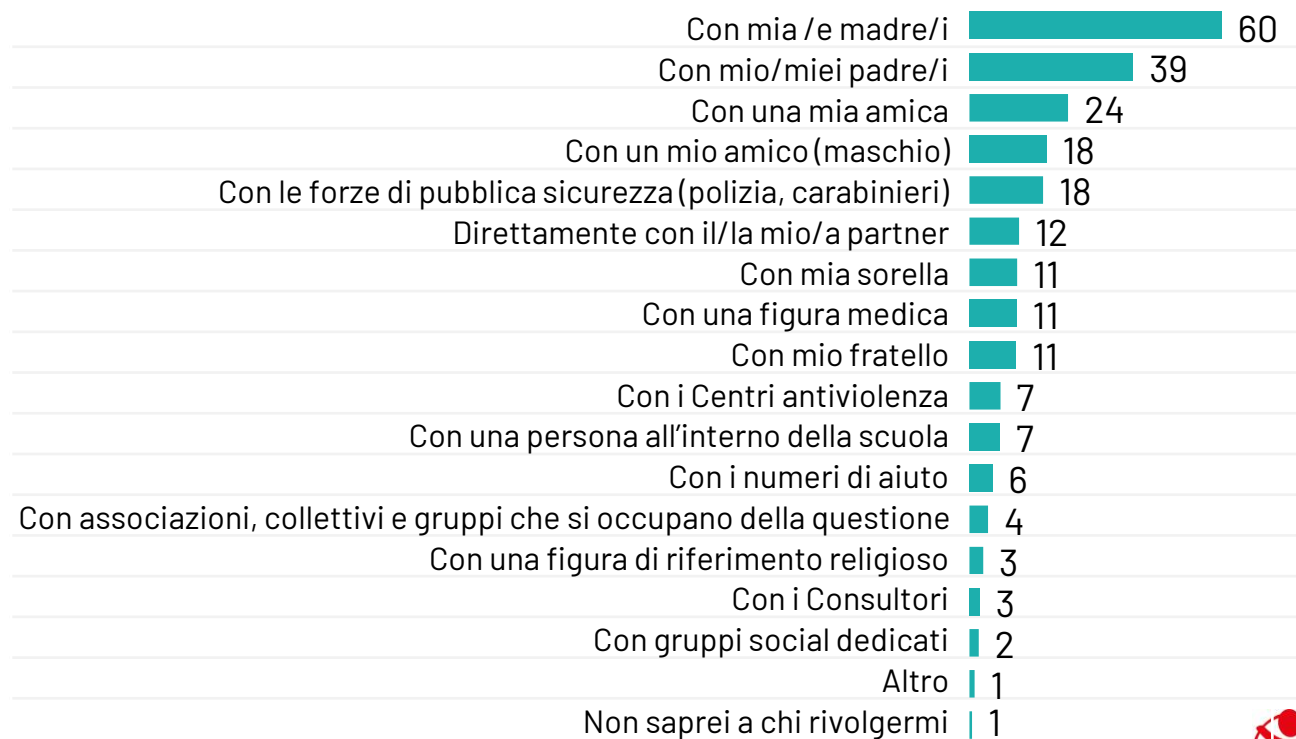 Con mia /e madre/i 60
Con mio/miei padre/i 39
Con una mia amica 24
Con un mio amico (maschio) 18
Con le forze di pubblica sicurezza (polizia, carabinieri) 18
Direttamente con il/la mio/a partner 12
Con mia sorella 11
Con una figura medica 11
Con mio fratello 11
Con i Centri antiviolenza 7
Con una persona all'interno della scuola 7
Con i numeri di aiuto 6
Con associazioni, collettivi e gruppi che si occupano della questione 4
Con una figura di riferimento religioso 3
Con i Consultori 3
Con gruppi social dedicati 2
Altro 1
Non saprei a chi rivolgermi 1